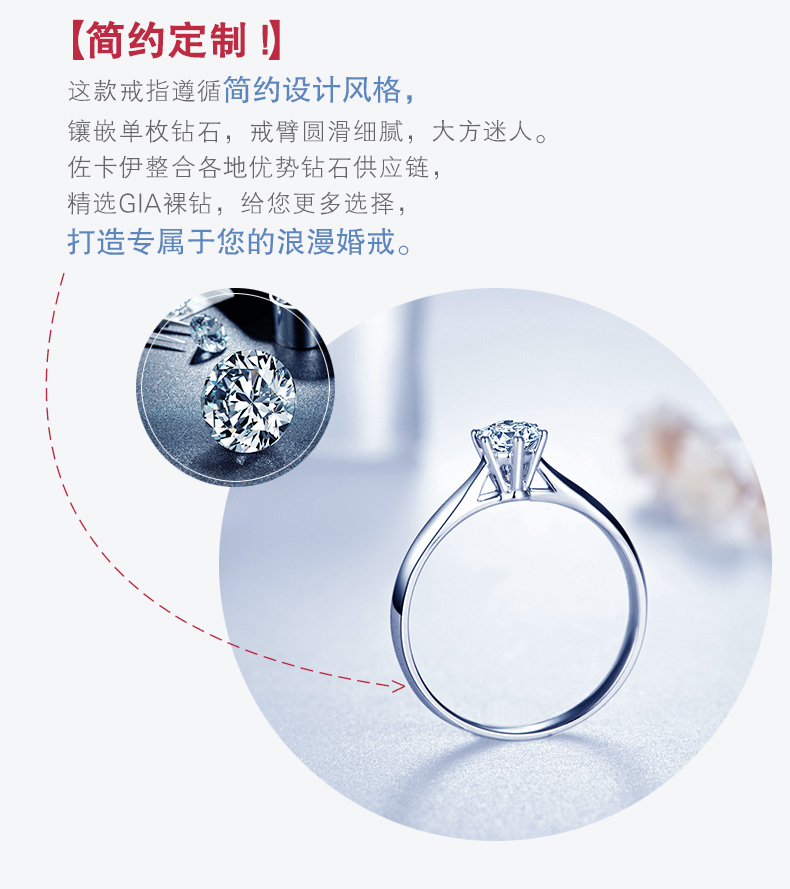 【简约定制！】
这款戒指遵循简约设计风格，
镶嵌单枚钻石，戒臂圆滑细腻，大方迷人。
佐卡伊整合各地优势钻石供应链，
精选GIA裸钻，给您更多选择，
打造专属于您的浪漫婚戒。